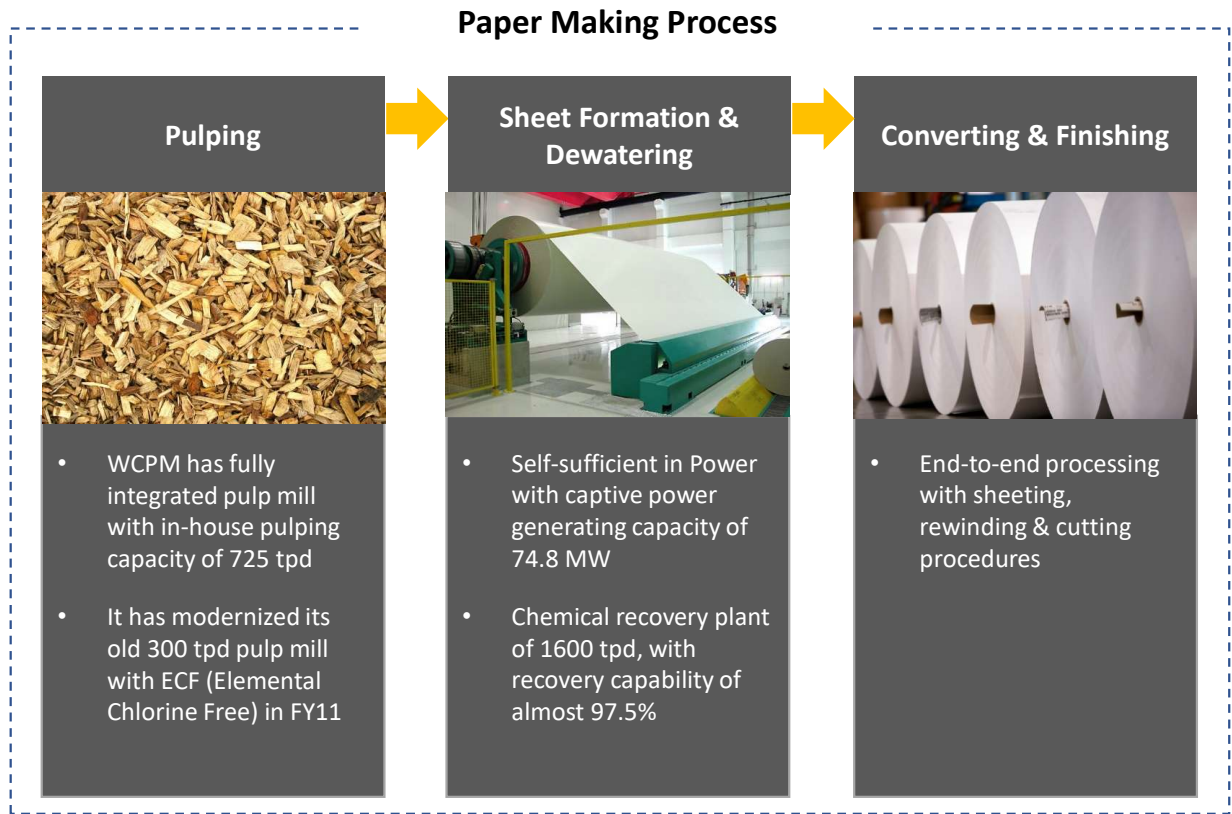 Paper Making Process
Pulping
Sheet Formation &
Dewatering
Converting & Finishing
• WCPM has fully
integrated pulp mill
with in-house pulping
capacity of 725 tpd
• It has modernized its
old 300 tpd pulp mill
with ECF (Elemental
Chlorine Free) in FY11
• Self-sufficient in Power
with captive power
generating capacity of
74.8 MW
• Chemical recovery plant
of 1600 tpd, with
recovery capability of
almost 97.5%
• End-to-end processing
with sheeting,
rewinding & cutting
procedures